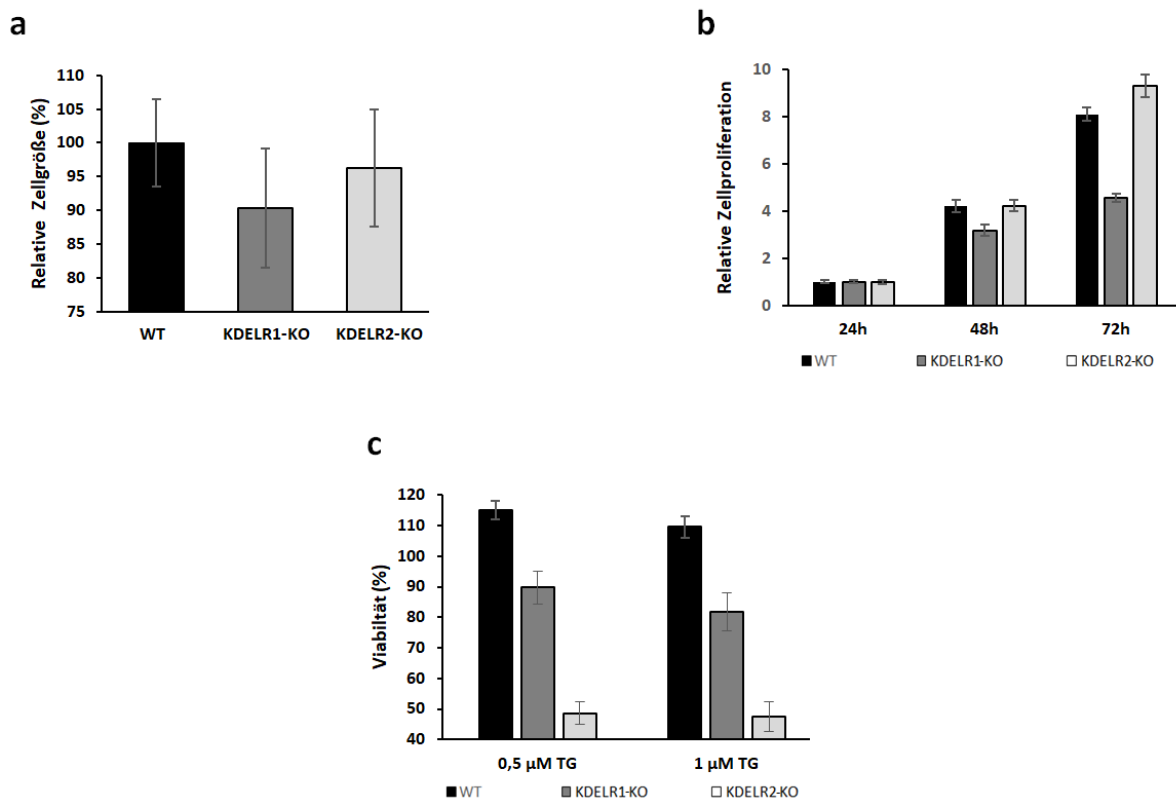 a
Relative Zellgröße (%)
110
105
100
95
90
85
80
75
WT KDELR1-KO KDELR2-KO
b
Relative Zellproliferation
10
8
6
4
2
0
24h 48h 72h
WT KDELR1-KO KDELR2-KO
c
Viabiltät (%)
120
110
100
90
80
70
60
50
40
0,5 µM TG 1 µM TG
WT KDELR1-KO KDELR2-KO